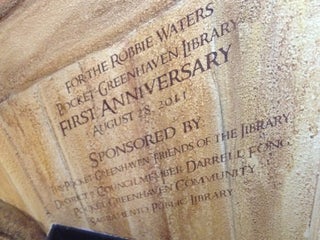 FOR THE ROBBIE WATERS
POCKET GREENHAVEN LIBRARY
FIRST ANNIVERSARY
AUGUST 28, 2011
SPONSORED BY:
THE POCKET GREENHAVEN FRIENDS OF THE LIBRARY
DISTRICT 7 COUNCILMEMBER DARRELL FONG
POCKET GREENHAVEN COMMUNITY
SACRAMENTO PUBLIC LIBRARY